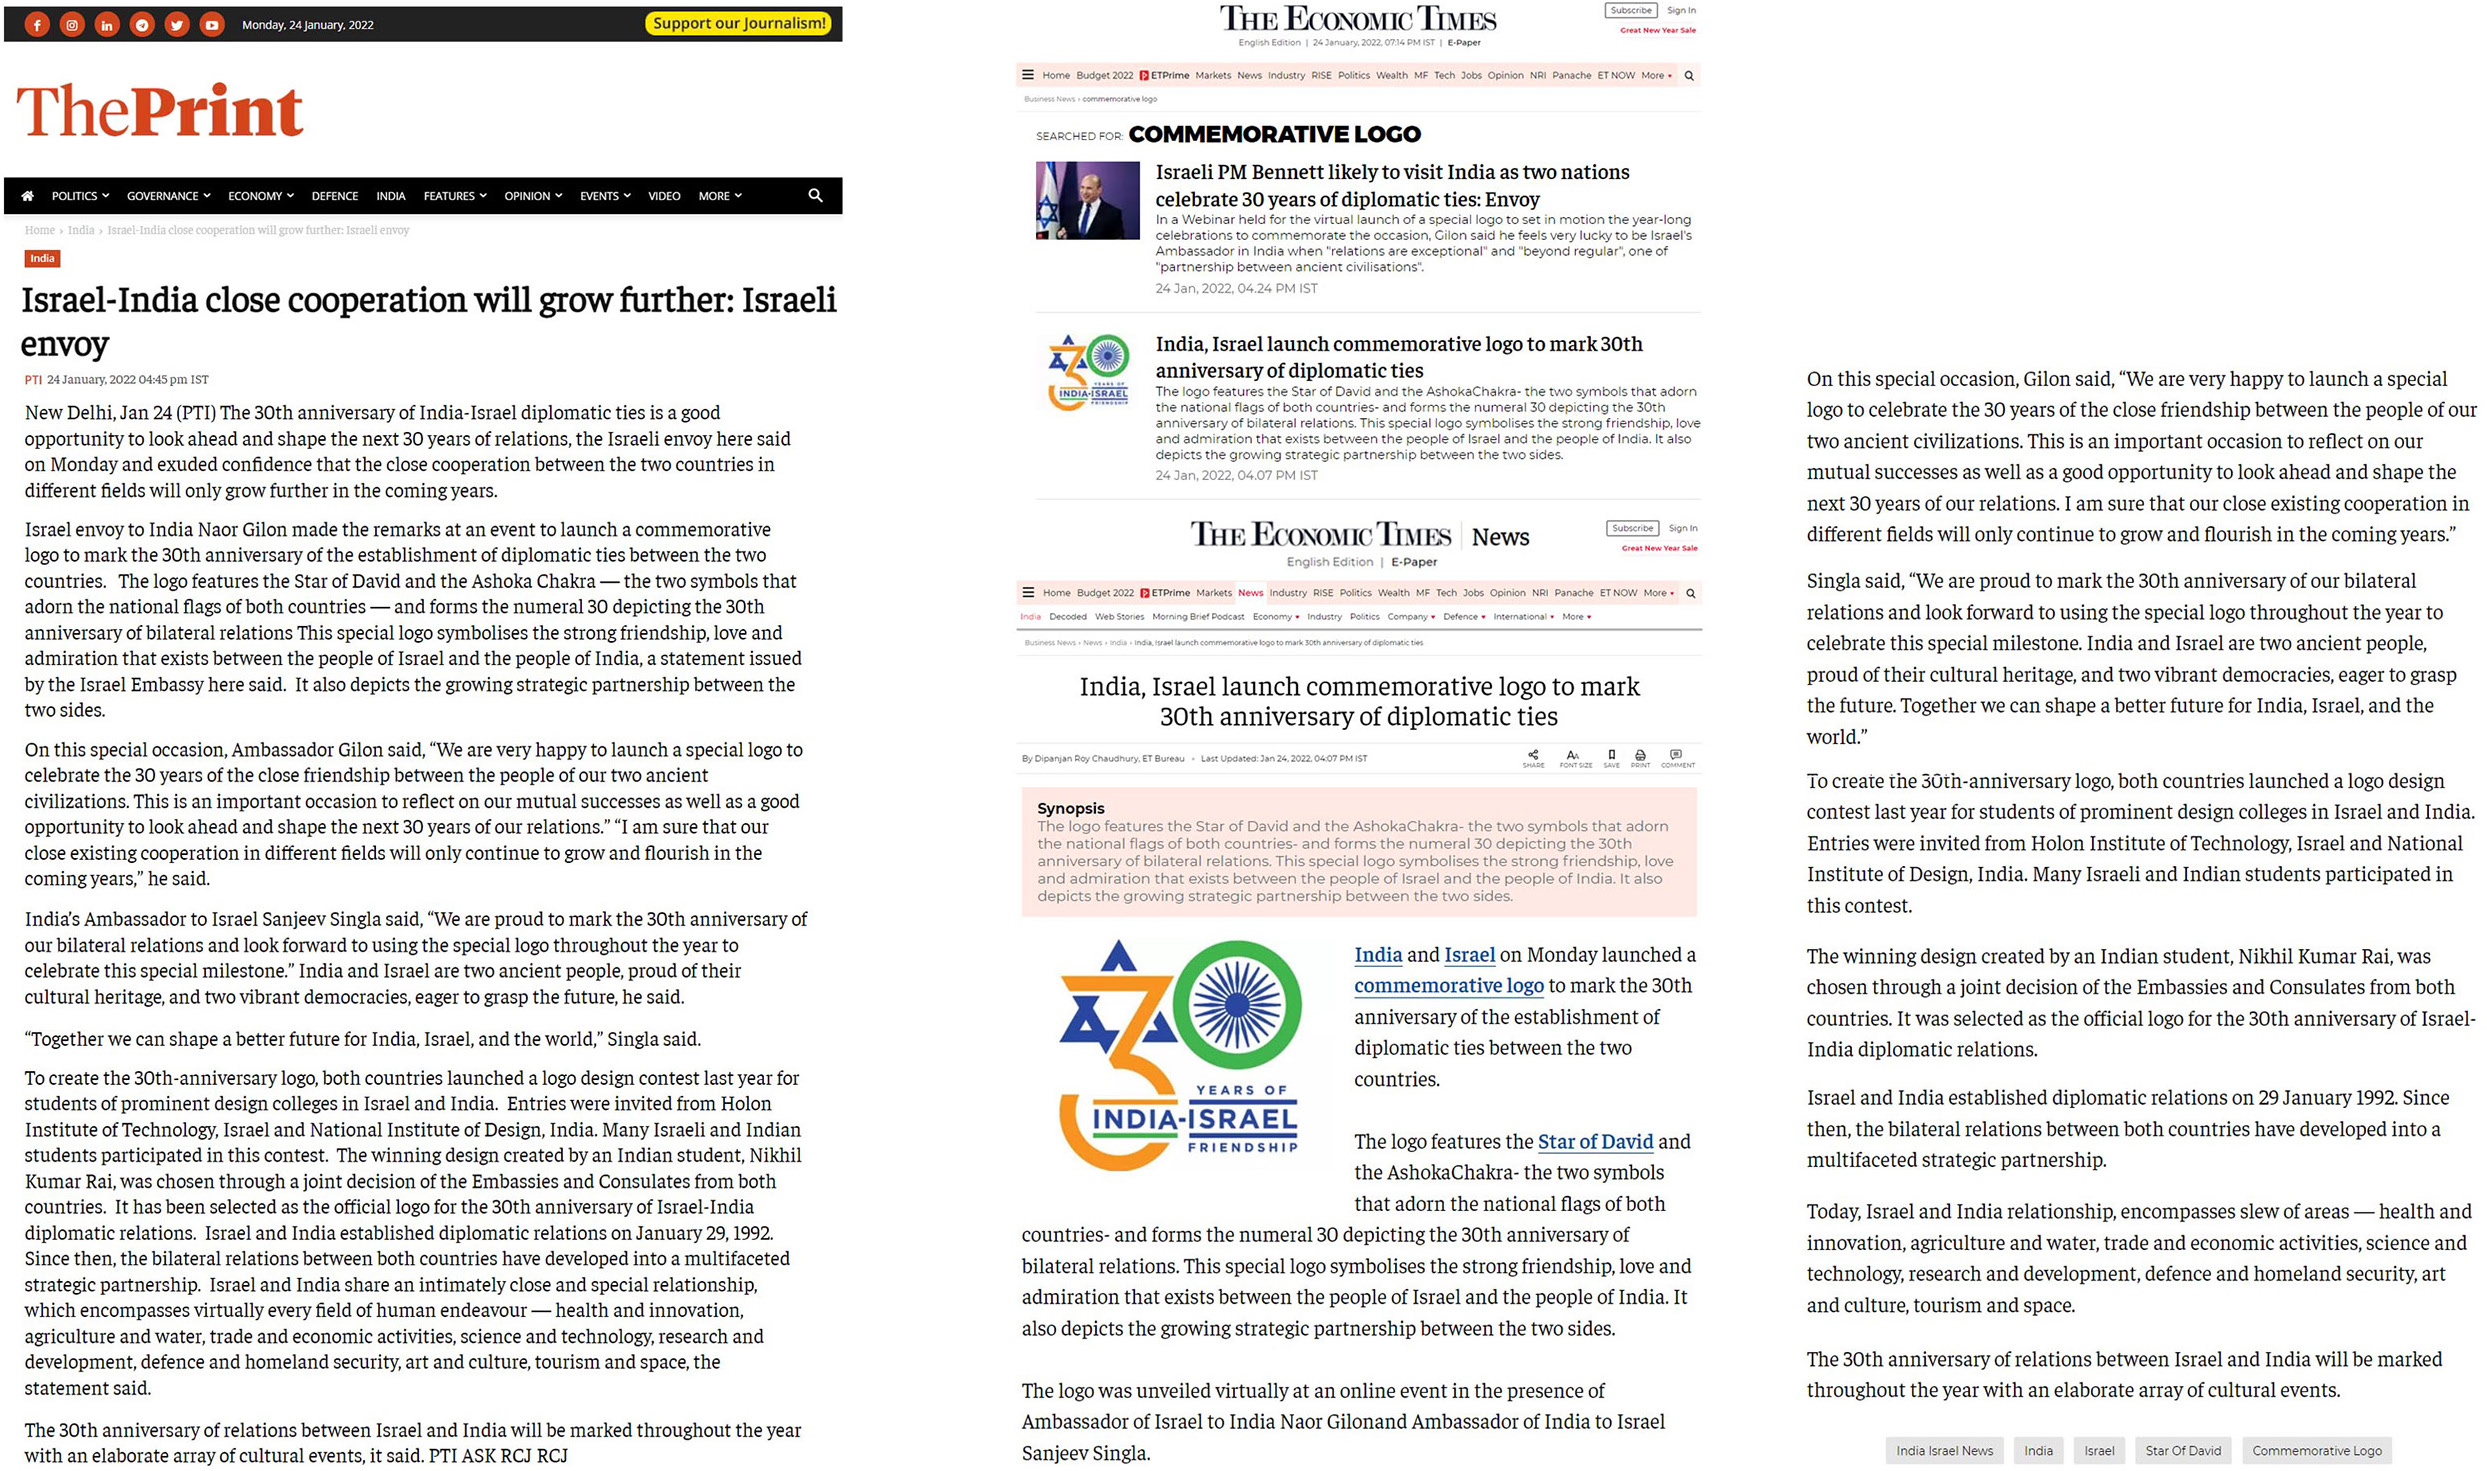 Monday, 24 January, 2022
Support our Journalism!
ThePrint
POLITICS GOVERNANCE ECONOMY DEFENCE INDIA FEATURES OPINION EVENTS VIDEO MORE
Home › India › Israel-India close cooperation will grow further: Israeli envoy
India
Israel-India close cooperation will grow further: Israeli
envoy
PTI 24 January, 2022 04:45 pm IST
New Delhi, Jan 24 (PTI) The 30th anniversary of India-Israel diplomatic ties is a good
opportunity to look ahead and shape the next 30 years of relations, the Israeli envoy here said
on Monday and exuded confidence that the close cooperation between the two countries in
different fields will only grow further in the coming years.
Israel envoy to India Naor Gilon made the remarks at an event to launch a commemorative
logo to mark the 30th anniversary of the establishment of diplomatic ties between the two
countries. The logo features the Star of David and the Ashoka Chakra — the two symbols that
adorn the national flags of both countries — and forms the numeral 30 depicting the 30th
anniversary of bilateral relations This special logo symbolises the strong friendship, love and
admiration that exists between the people of Israel and the people of India, a statement issued
by the Israel Embassy here said. It also depicts the growing strategic partnership between the
two sides.
On this special occasion, Ambassador Gilon said, “We are very happy to launch a special logo to
celebrate the 30 years of the close friendship between the people of our two ancient
civilizations. This is an important occasion to reflect on our mutual successes as well as a good
opportunity to look ahead and shape the next 30 years of our relations.” “I am sure that our
close existing cooperation in different fields will only continue to grow and flourish in the
coming years,” he said.
India’s Ambassador to Israel Sanjeev Singla said, “We are proud to mark the 30th anniversary of
our bilateral relations and look forward to using the special logo throughout the year to
celebrate this special milestone.” India and Israel are two ancient people, proud of their
cultural heritage, and two vibrant democracies, eager to grasp the future, he said.
“Together we can shape a better future for India, Israel, and the world,” Singla said.
To create the 30th-anniversary logo, both countries launched a logo design contest last year for
students of prominent design colleges in Israel and India. Entries were invited from Holon
Institute of Technology, Israel and National Institute of Design, India. Many Israeli and Indian
students participated in this contest. The winning design created by an Indian student, Nikhil
Kumar Rai, was chosen through a joint decision of the Embassies and Consulates from both
countries. It has been selected as the official logo for the 30th anniversary of Israel-India
diplomatic relations. Israel and India established diplomatic relations on January 29, 1992.
Since then, the bilateral relations between both countries have developed into a multifaceted
strategic partnership. Israel and India share an intimately close and special relationship,
which encompasses virtually every field of human endeavour — health and innovation,
agriculture and water, trade and economic activities, science and technology, research and
development, defence and homeland security, art and culture, tourism and space, the
statement said.
The 30th anniversary of relations between Israel and India will be marked throughout the year
with an elaborate array of cultural events, it said. PTI ASK RCJ RCJ
THE ECONOMIC TIMES
Subscribe Sign In
Great New Year Sale
English Edition | 24 January, 2022, 07:14 PM IST | E-Paper
Home Budget 2022 ETPrime Markets News Industry RISE Politics Wealth MF Tech Jobs Opinion NRI Panache ET NOW More
Business News › commemorative logo
SEARCHED FOR: COMMEMORATIVE LOGO
Israeli PM Bennett likely to visit India as two nations
celebrate 30 years of diplomatic ties: Envoy
In a Webinar held for the virtual launch of a special logo to set in motion the year-long
celebrations to commemorate the occasion, Gilon said he feels very lucky to be Israel's
Ambassador in India when "relations are exceptional" and "beyond regular", one of
"partnership between ancient civilisations".
24 Jan, 2022, 04.24 PM IST
30 YEARS OF
INDIA-ISRAEL
FRIENDSHIP
India, Israel launch commemorative logo to mark 30th
anniversary of diplomatic ties
The logo features the Star of David and the AshokaChakra- the two symbols that adorn
the national flags of both countries- and forms the numeral 30 depicting the 30th
anniversary of bilateral relations. This special logo symbolises the strong friendship, love
and admiration that exists between the people of Israel and the people of India. It also
depicts the growing strategic partnership between the two sides.
24 Jan, 2022, 04.07 PM IST
THE ECONOMIC TIMES | News
Subscribe Sign In
Great New Year Sale
English Edition | E-Paper
Home Budget 2022 ETPrime Markets News Industry RISE Politics Wealth MF Tech Jobs Opinion NRI Panache ET NOW More
India Decoded Web Stories Morning Brief Podcast Economy Industry Politics Company Defence International More
Business News › News › India › India, Israel launch commemorative logo to mark 30th anniversary of diplomatic ties
India, Israel launch commemorative logo to mark
30th anniversary of diplomatic ties
By Dipanjan Roy Chaudhury, ET Bureau • Last Updated: Jan 24, 2022, 04:07 PM IST
SHARE FONT SIZE SAVE PRINT COMMENT
Synopsis
The logo features the Star of David and the AshokaChakra- the two symbols that adorn
the national flags of both countries- and forms the numeral 30 depicting the 30th
anniversary of bilateral relations. This special logo symbolises the strong friendship, love
and admiration that exists between the people of Israel and the people of India. It also
depicts the growing strategic partnership between the two sides.
30
YEARS OF
INDIA-ISRAEL
FRIENDSHIP
India and Israel on Monday launched a
commemorative logo to mark the 30th
anniversary of the establishment of
diplomatic ties between the two
countries.
The logo features the Star of David and
the AshokaChakra- the two symbols
that adorn the national flags of both
countries- and forms the numeral 30 depicting the 30th anniversary of
bilateral relations. This special logo symbolises the strong friendship, love and
admiration that exists between the people of Israel and the people of India. It
also depicts the growing strategic partnership between the two sides.
The logo was unveiled virtually at an online event in the presence of
Ambassador of Israel to India Naor Gilonand Ambassador of India to Israel
Sanjeev Singla.
On this special occasion, Gilon said, “We are very happy to launch a special
logo to celebrate the 30 years of the close friendship between the people of our
two ancient civilizations. This is an important occasion to reflect on our
mutual successes as well as a good opportunity to look ahead and shape the
next 30 years of our relations. I am sure that our close existing cooperation in
different fields will only continue to grow and flourish in the coming years.”
Singla said, “We are proud to mark the 30th anniversary of our bilateral
relations and look forward to using the special logo throughout the year to
celebrate this special milestone. India and Israel are two ancient people,
proud of their cultural heritage, and two vibrant democracies, eager to grasp
the future. Together we can shape a better future for India, Israel, and the
world.”
To create the 30th-anniversary logo, both countries launched a logo design
contest last year for students of prominent design colleges in Israel and India.
Entries were invited from Holon Institute of Technology, Israel and National
Institute of Design, India. Many Israeli and Indian students participated in
this contest.
The winning design created by an Indian student, Nikhil Kumar Rai, was
chosen through a joint decision of the Embassies and Consulates from both
countries. It was selected as the official logo for the 30th anniversary of Israel-
India diplomatic relations.
Israel and India established diplomatic relations on 29 January 1992. Since
then, the bilateral relations between both countries have developed into a
multifaceted strategic partnership.
Today, Israel and India relationship, encompasses slew of areas — health and
innovation, agriculture and water, trade and economic activities, science and
technology, research and development, defence and homeland security, art
and culture, tourism and space.
The 30th anniversary of relations between Israel and India will be marked
throughout the year with an elaborate array of cultural events.
India Israel News India Israel Star Of David Commemorative Logo